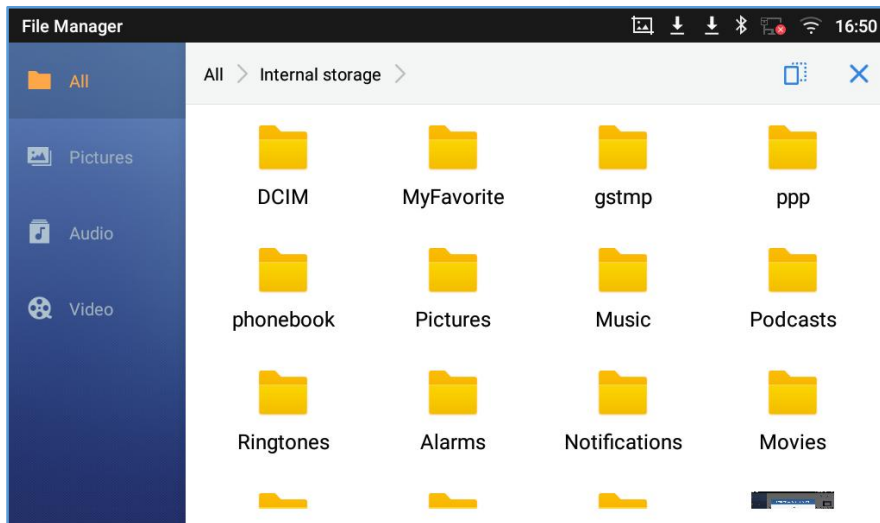 File Manager 16:50
All
Pictures
Audio
Video
All Internal storage
DCIM MyFavorite gstmp ppp
phonebook Pictures Music Podcasts
Ringtones Alarms Notifications Movies